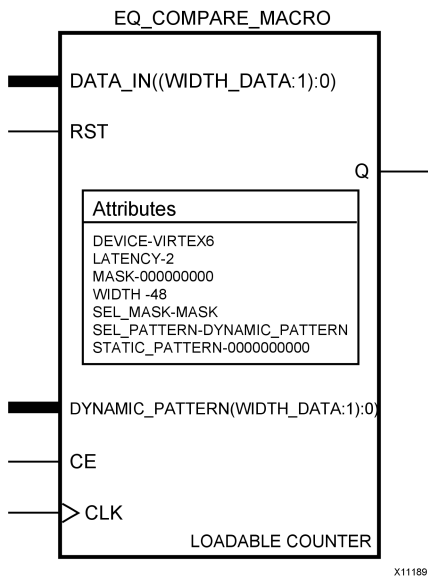 EQ_COMPARE_MACRO
DATA_IN((WIDTH_DATA:1):0)
RST
Q
Attributes
DEVICE-VIRTEX6
LATENCY-2
MASK-000000000
WIDTH -48
SEL_MASK-MASK
SEL_PATTERN-DYNAMIC_PATTERN
STATIC_PATTERN-0000000000
DYNAMIC_PATTERN(WIDTH_DATA:1):0)
CE
CLK
LOADABLE COUNTER
X11189